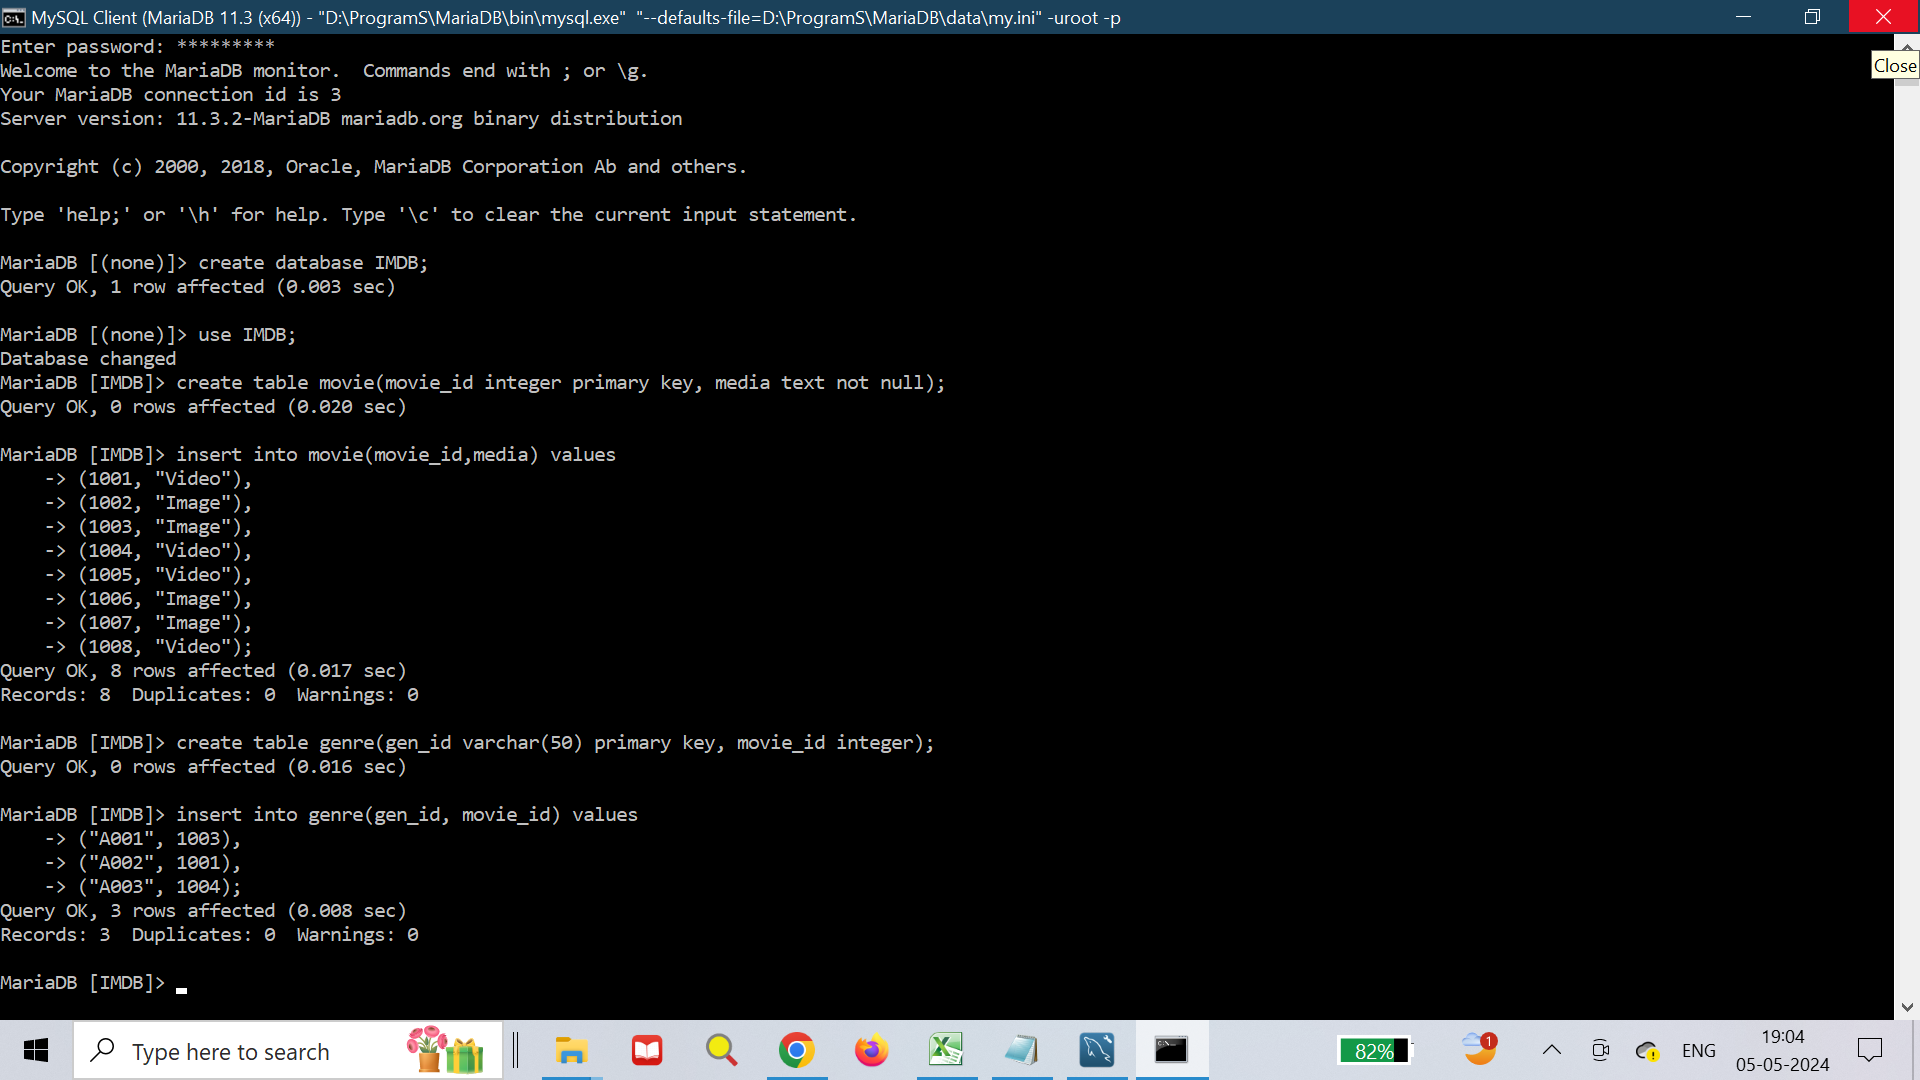 MySQL Client (MariaDB 11.3 (x64)) - "D:\ProgramS\MariaDB\bin\mysql.exe"  "--defaults-file=D:\ProgramS\MariaDB\data\my.ini" -uroot -p
Enter password: *********
Close
Welcome to the MariaDB monitor.  Commands end with ; or \g.
Your MariaDB connection id is 3
Server version: 11.3.2-MariaDB mariadb.org binary distribution
Copyright (c) 2000, 2018, Oracle, MariaDB Corporation Ab and others.
Type 'help;' or '\h' for help. Type '\c' to clear the current input statement.
MariaDB [(none)]> create database IMDB;
Query OK, 1 row affected (0.003 sec)
MariaDB [(none)]> use IMDB;
Database changed
MariaDB [IMDB]> create table movie(movie_id integer primary key, media text not null);
Query OK, 0 rows affected (0.020 sec)
MariaDB [IMDB]> insert into movie(movie_id,media) values
    -> (1001, "Video"),
    -> (1002, "Image"),
    -> (1003, "Image"),
    -> (1004, "Video"),
    -> (1005, "Video"),
    -> (1006, "Image"),
    -> (1007, "Image"),
    -> (1008, "Video");
Query OK, 8 rows affected (0.017 sec)
Records: 8  Duplicates: 0  Warnings: 0
MariaDB [IMDB]> create table genre(gen_id varchar(50) primary key, movie_id integer);
Query OK, 0 rows affected (0.016 sec)
MariaDB [IMDB]> insert into genre(gen_id, movie_id) values
    -> ("A001", 1003),
    -> ("A002", 1001),
    -> ("A003", 1004);
Query OK, 3 rows affected (0.008 sec)
Records: 3  Duplicates: 0  Warnings: 0
MariaDB [IMDB]>
Type here to search
82%
1
ENG
19:04
05-05-2024